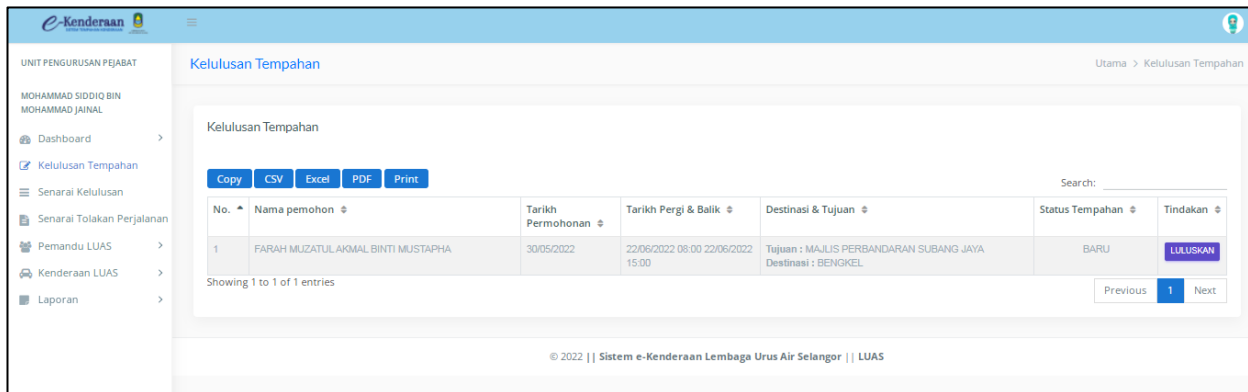 e-Kenderaan
Kelulusan Tempahan
Utama > Kelulusan Tempahan
UNIT PENGURUSAN PEJABAT
MOHAMMAD SIDDIQ BIN
MOHAMMAD JAINAL
Dashboard
Kelulusan Tempahan
Senarai Kelulusan
Senarai Tolakan Perjalanan
Pemandu LUAS
Kenderaan LUAS
Laporan
Kelulusan Tempahan
Copy CSV Excel PDF Print
Search:
No. Nama pemohon Tarikh Permohonan Tarikh Pergi & Balik Destinasi & Tujuan Status Tempahan Tindakan
1 FARAH MUZATUL AKMAL BINTI MUSTAPHA 30/05/2022 22/06/2022 08:00 22/06/2022 Tujuan : MAJLIS PERBANDARAN SUBANG JAYA BARU LULUSKAN
15:00 Destinasi : BENGKEL
Showing 1 to 1 of 1 entries
Previous 1 Next
© 2022 || Sistem e-Kenderaan Lembaga Urus Air Selangor || LUAS